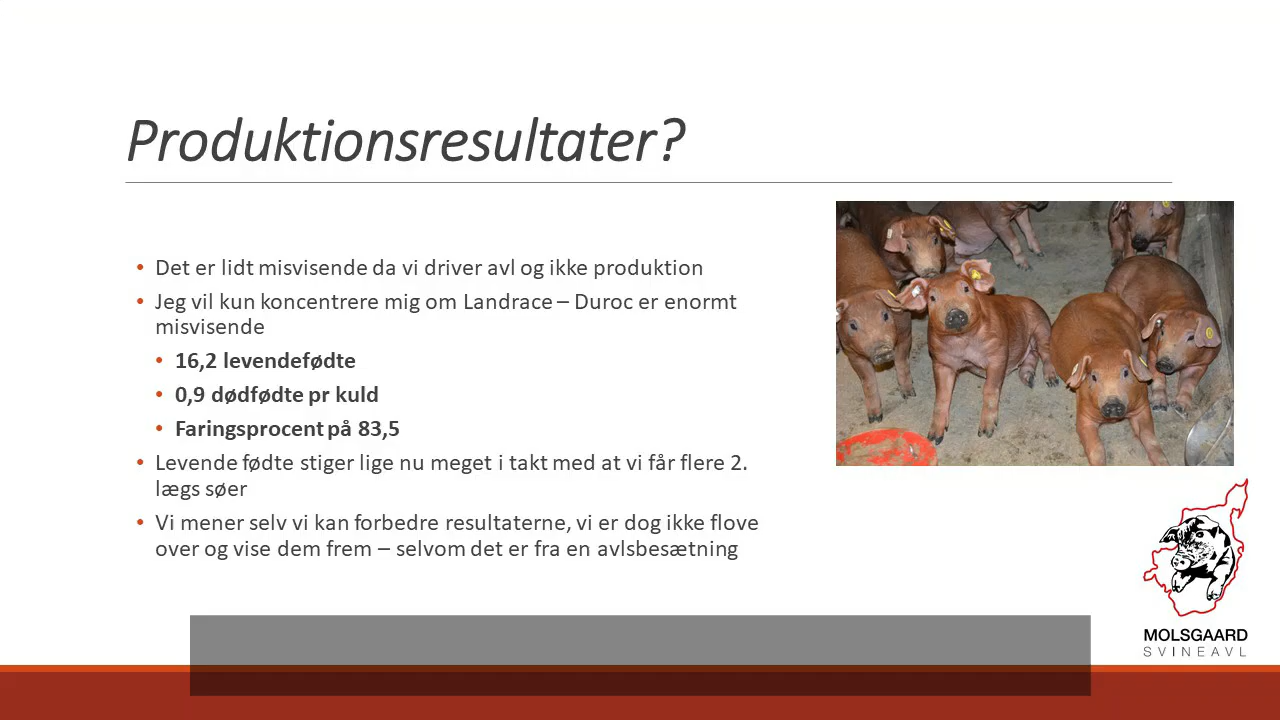 Produktionsresultater?
• Det er lidt misvisende da vi driver avl og ikke produktion
• Jeg vil kun koncentrere mig om Landrace – Duroc er enormt
misvisende
• 16,2 levendefødte
• 0,9 dødfødte pr kuld
• Faringsprocent på 83,5
• Levende fødte stiger lige nu meget i takt med at vi får flere 2.
lægs søer
• Vi mener selv vi kan forbedre resultaterne, vi er dog ikke flove
over og vise dem frem – selvom det er fra en avlsbesætning
MOLSGAARD
SVINEAVL